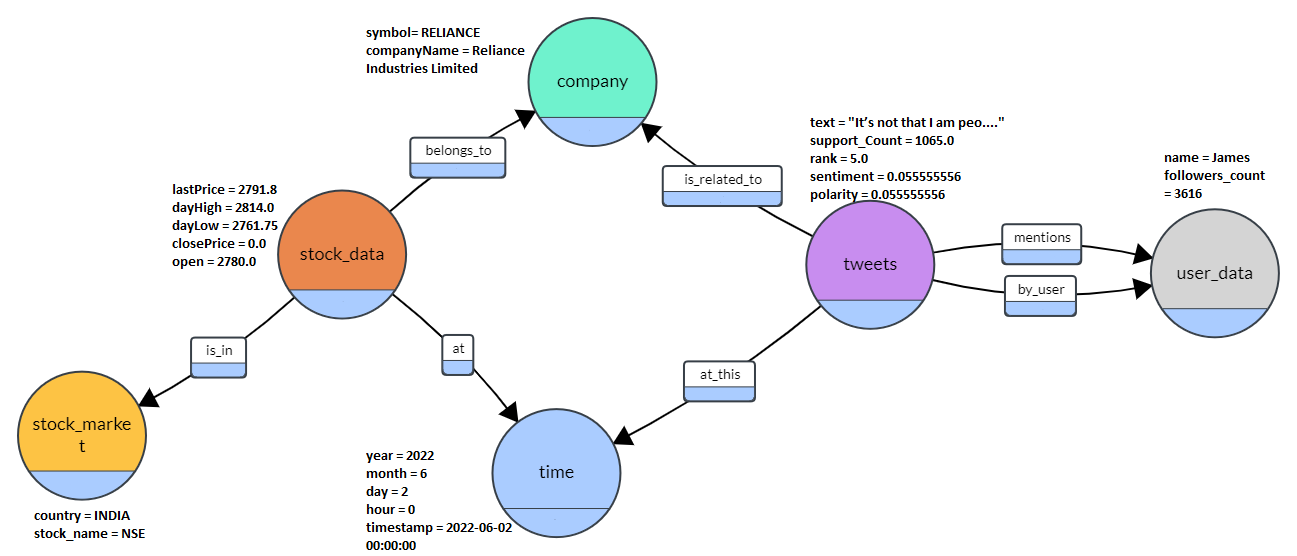 symbol= RELIANCE
companyName = Reliance
Industries Limited
company
belongs_to
is_related_to
text = "It's not that I am peo...."
support_Count = 1065.0
rank = 5.0
sentiment = 0.055555556
polarity = 0.055555556
name = James
followers_count
= 3616
lastPrice = 2791.8
dayHigh = 2814.0
dayLow = 2761.75
closePrice = 0.0
open = 2780.0
stock_data
tweets
mentions
by_user
user_data
is_in
at
at_this
stock_marke
t
country = INDIA
stock_name = NSE
year = 2022
month = 6
day = 2
hour = 0
timestamp = 2022-06-02
00:00:00
time